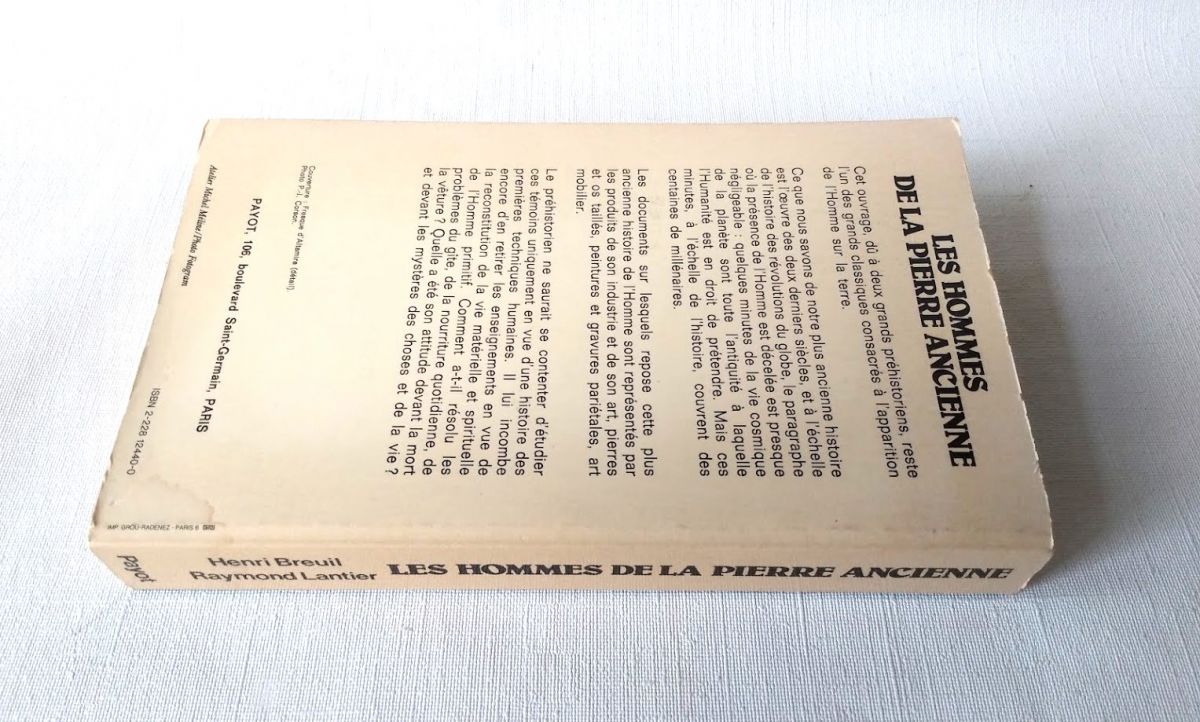 LES HOMMES
DE LA PIERRE ANCIENNE
Cet ouvrage, dû à deux grands préhistoriens, reste
l'un des grands classiques consacrés à l'apparition
de l'Homme sur la terre.
Ce que nous savons de notre plus ancienne histoire
est l'œuvre des deux derniers siècles, et à l'échelle
de l'histoire des révolutions du globe, le paragraphe
où la présence de l'Homme est décelée est presque
négligeable : quelques minutes de la vie cosmique
de la planète sont toute l'antiquité à laquelle
l'Humanité est en droit de prétendre. Mais ces
minutes, à l'échelle de l'histoire, couvrent des
centaines de millénaires.
Les documents sur lesquels repose cette plus
ancienne histoire de l'Homme sont représentés par
les produits de son industrie et de son art, pierres
et os taillés, peintures et gravures pariétales, art
mobilier.
Le préhistorien ne saurait se contenter d'étudier
ces témoins uniquement en vue d'une histoire des
premières techniques humaines. Il lui incombe
encore d'en retirer les enseignements en vue de
la reconstitution de la vie matérielle et spirituelle
de l'Homme primitif. Comment a-t-il résolu les
problèmes du gîte, de la nourriture quotidienne, de
la vêture ? Quelle a été son attitude devant la mort
et devant les mystères des choses et de la vie ?
Couverture : Fresque d'Altamira (détail).
Photo P.-L. Corson.
PAYOT, 106, boulevard Saint-Germain, PARIS
Atelier Michel Méline/Photo Fotogram
ISBN 2-228 12440-0
IMP. GROU-RADENEZ - PARIS 6
Payot
Henri Breuil
Raymond Lantier
LES HOMMES DE LA PIERRE ANCIENNE